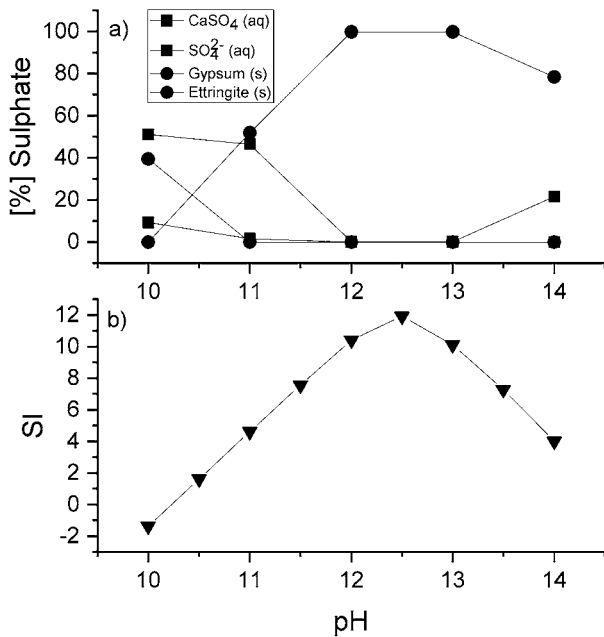 a)
CaSO4 (aq)
SO4^2- (aq)
Gypsum (s)
Ettringite (s)
[%] Sulphate
100
80
60
40
20
0
10 11 12 13 14
b)
SI
12
10
8
6
4
2
0
-2
10 11 12 13 14
pH